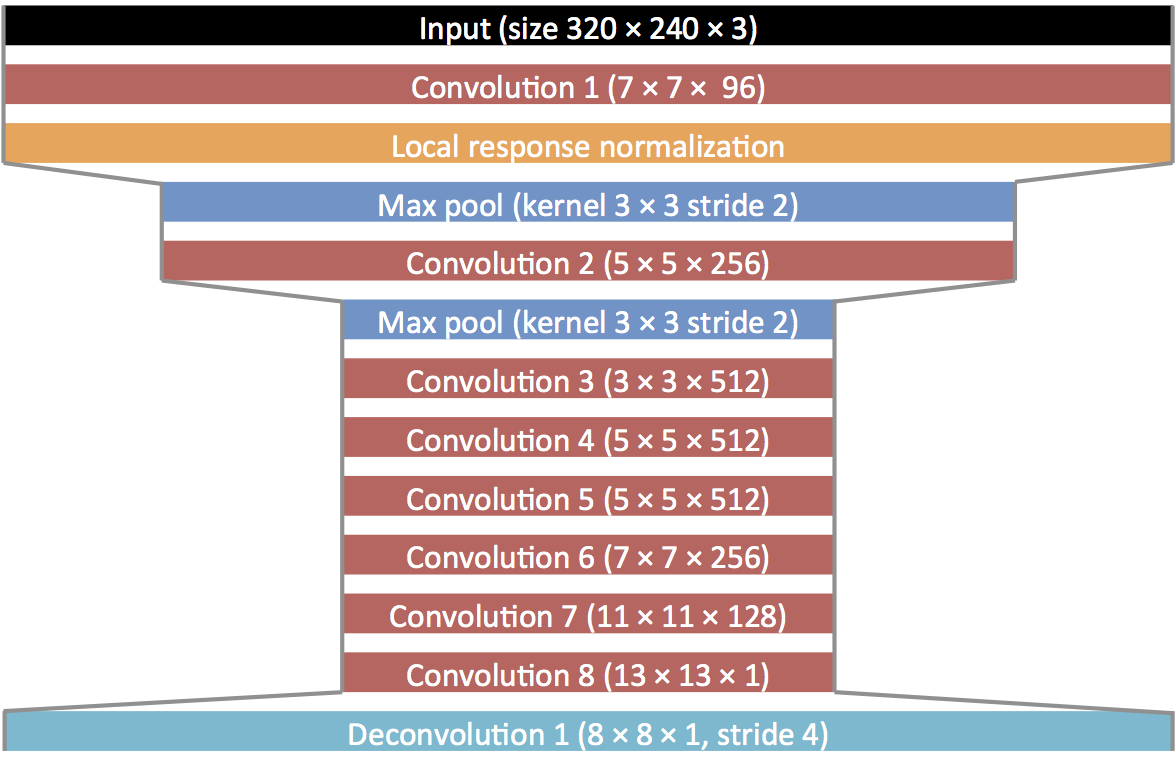 Input (size 320 × 240 × 3)
Convolution 1 (7 × 7 × 96)
Local response normalization
Max pool (kernel 3 × 3 stride 2)
Convolution 2 (5 × 5 × 256)
Max pool (kernel 3 × 3 stride 2)
Convolution 3 (3 × 3 × 512)
Convolution 4 (5 × 5 × 512)
Convolution 5 (5 × 5 × 512)
Convolution 6 (7 × 7 × 256)
Convolution 7 (11 × 11 × 128)
Convolution 8 (13 × 13 × 1)
Deconvolution 1 (8 × 8 × 1, stride 4)